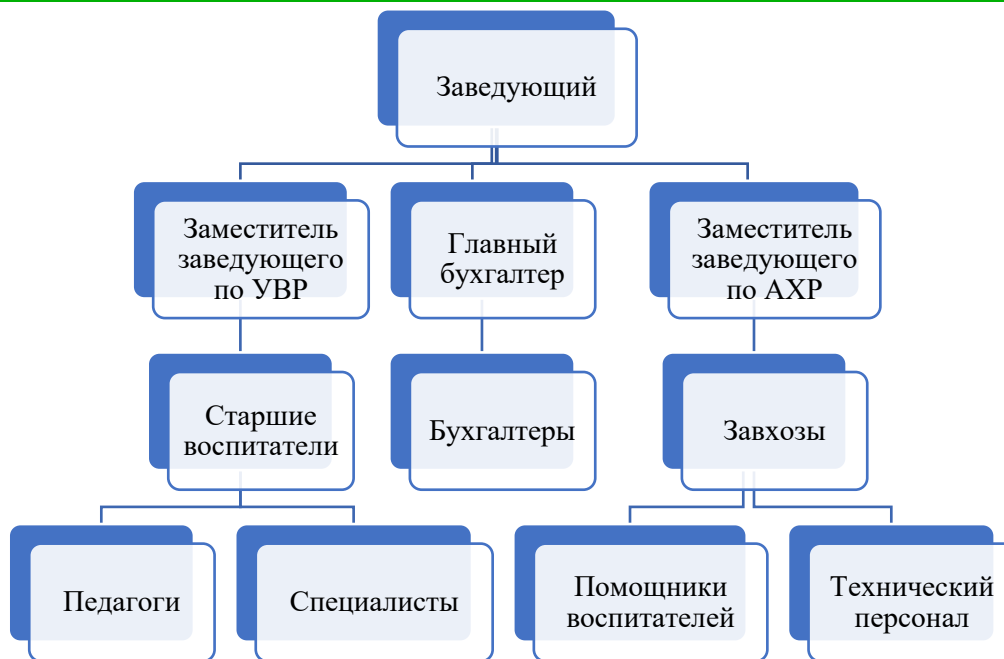 Заведующий
Заместитель
заведующего
по УВР
Главный
бухгалтер
Заместитель
заведующего
по АХР
Старшие
воспитатели
Бухгалтеры
Завхозы
Педагоги
Специалисты
Помощники
воспитателей
Технический
персонал